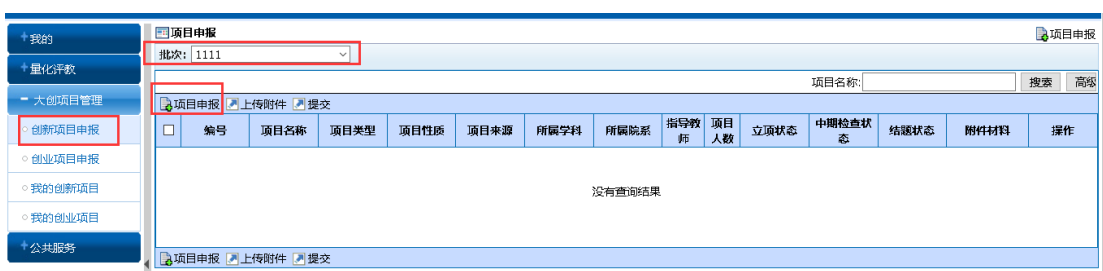 我的
量化评教
大创项目管理
创新项目申报
创业项目申报
我的创新项目
我的创业项目
公共服务
项目申报
项目申报
批次: 1111
项目名称: 搜索 高级
项目申报 上传附件 提交
编号 项目名称 项目类型 项目性质 项目来源 所属学科 所属院系 指导教师 项目人数 立项状态 中期检查状态 结题状态 附件材料 操作
没有查询结果
项目申报 上传附件 提交